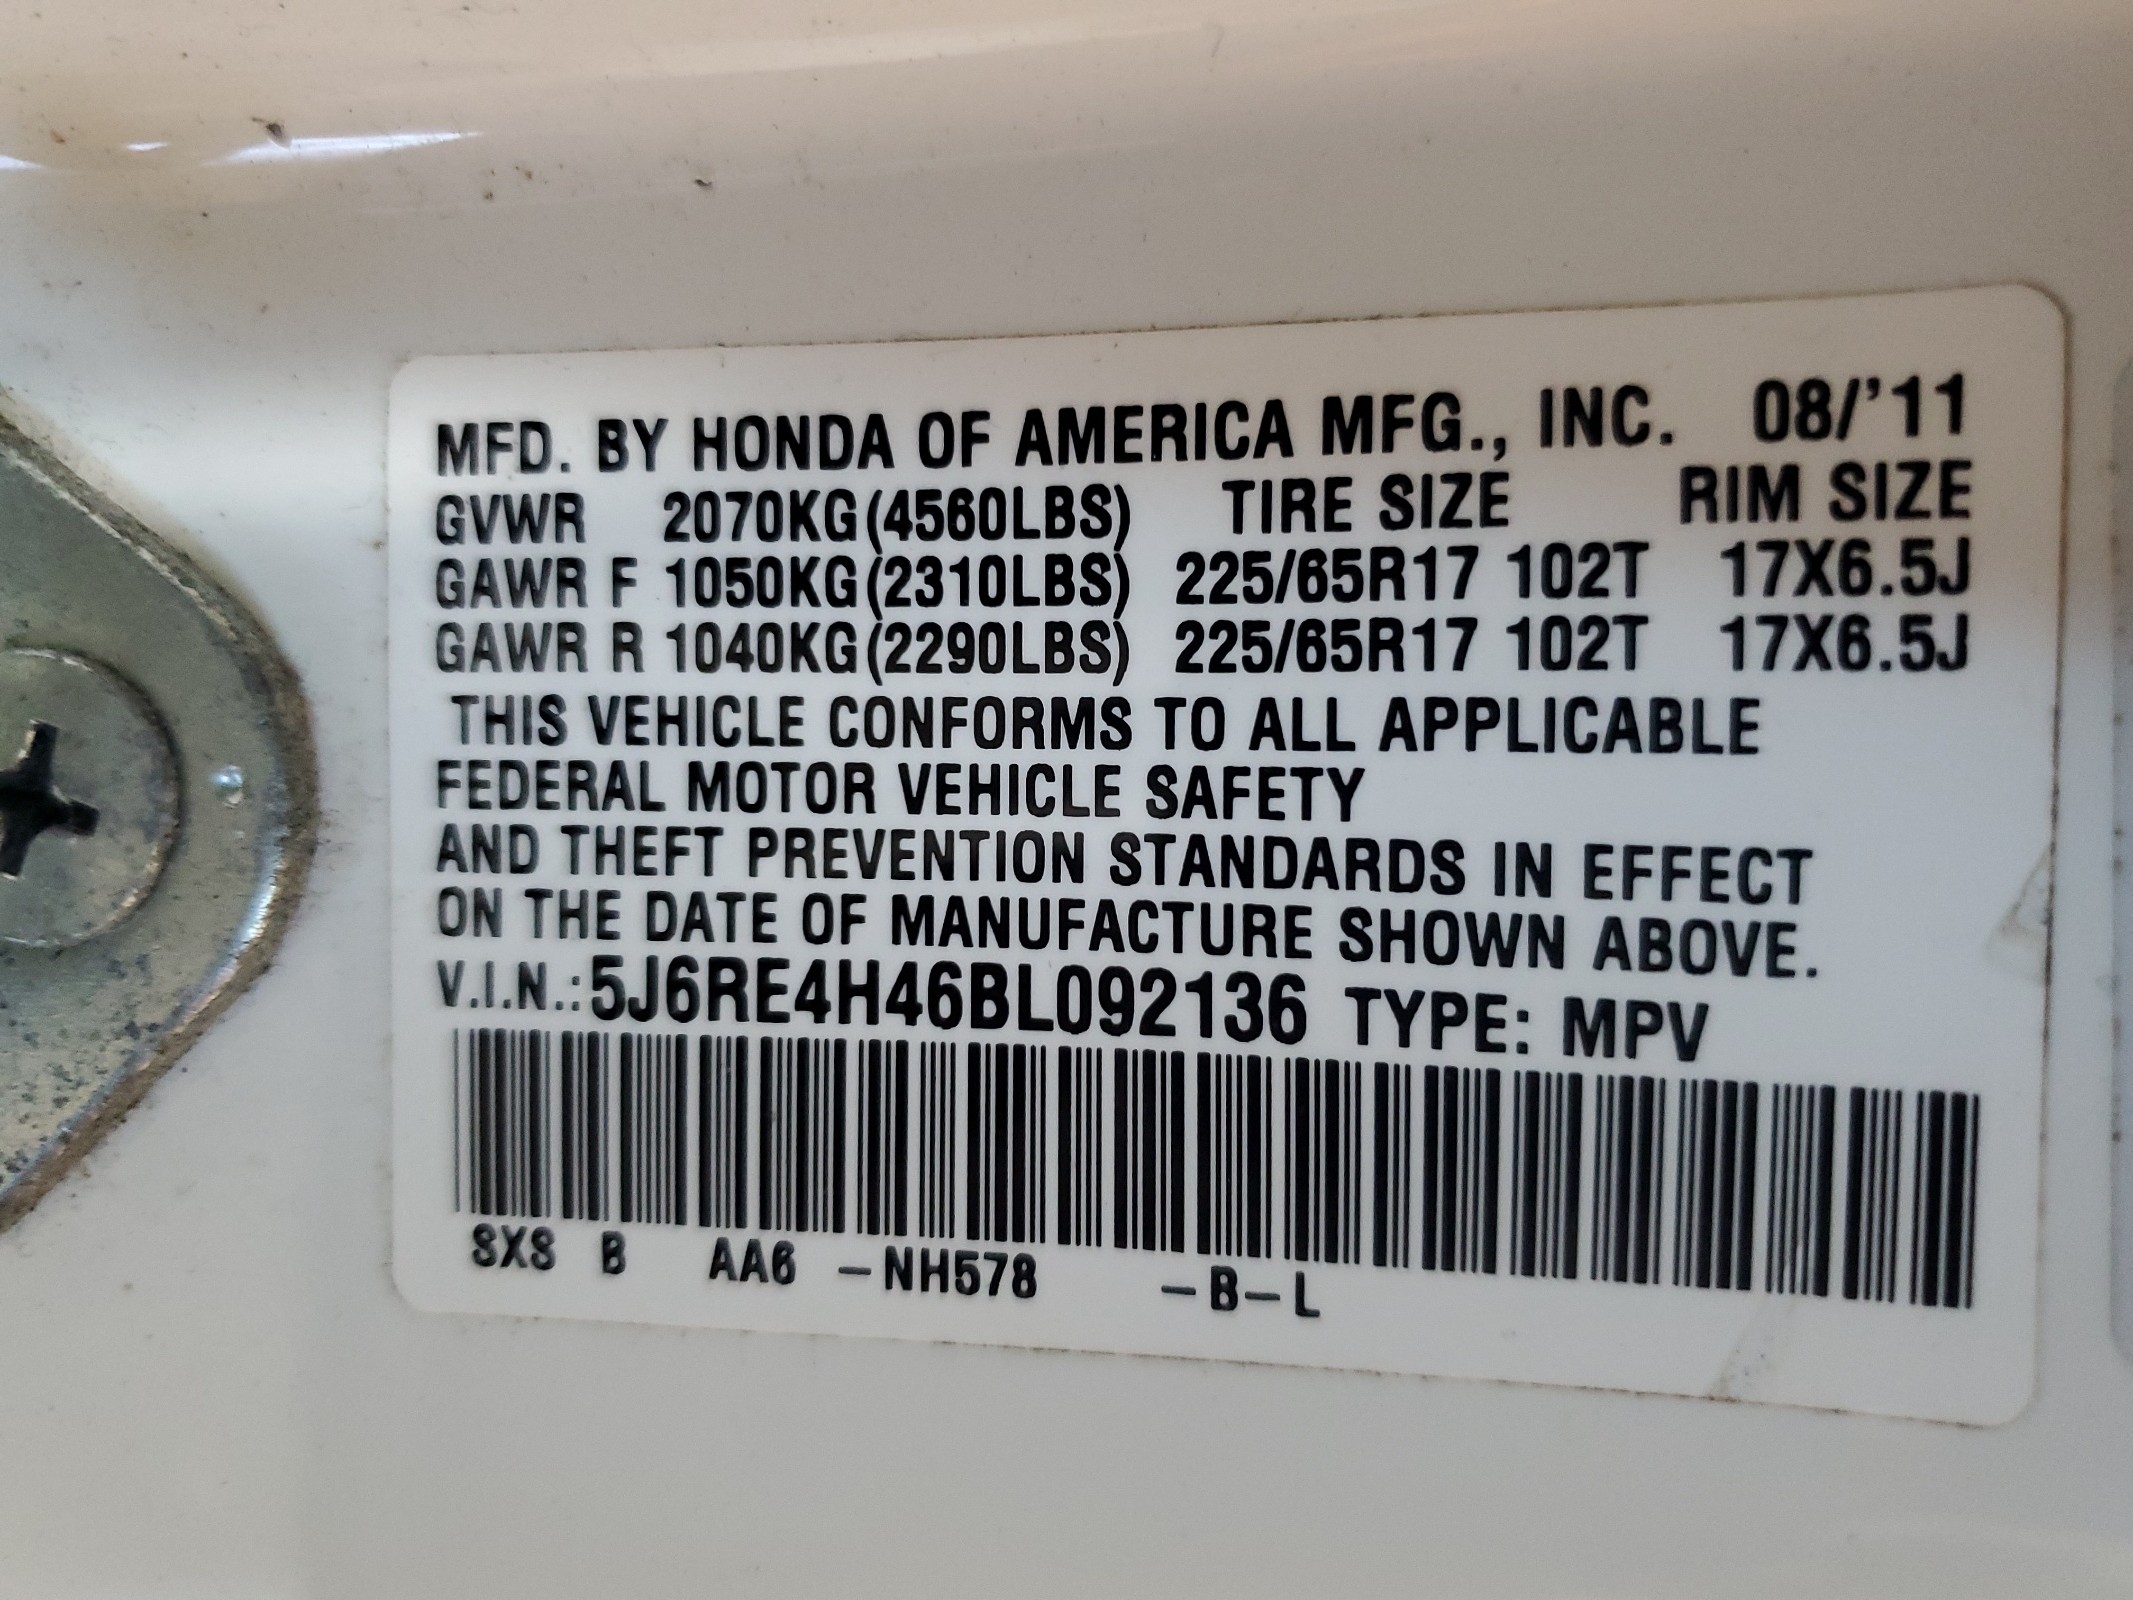 MFD. BY HONDA OF AMERICA MFG., INC. 08/'11
GVWR 2070KG(4560LBS) TIRE SIZE RIM SIZE
GAWR F 1050KG(2310LBS) 225/65R17 102T 17X6.5J
GAWR R 1040KG(2290LBS) 225/65R17 102T 17X6.5J
THIS VEHICLE CONFORMS TO ALL APPLICABLE
FEDERAL MOTOR VEHICLE SAFETY
AND THEFT PREVENTION STANDARDS IN EFFECT
ON THE DATE OF MANUFACTURE SHOWN ABOVE.
V.I.N.:5J6RE4H46BL092136 TYPE: MPV
SXS B AA6 -NH578 -B-L